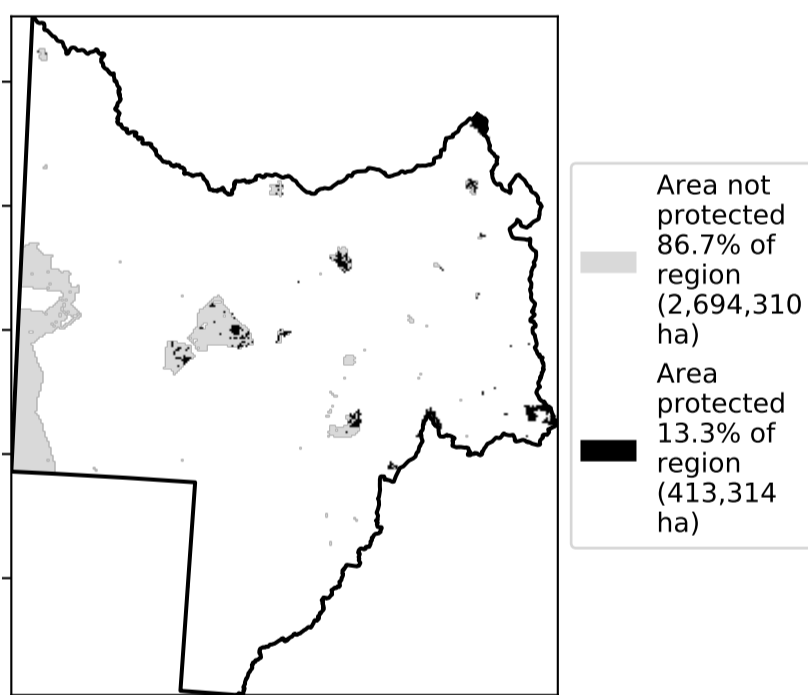 Area not
protected
86.7% of
region
(2,694,310
ha)
Area
protected
13.3% of
region
(413,314
ha)